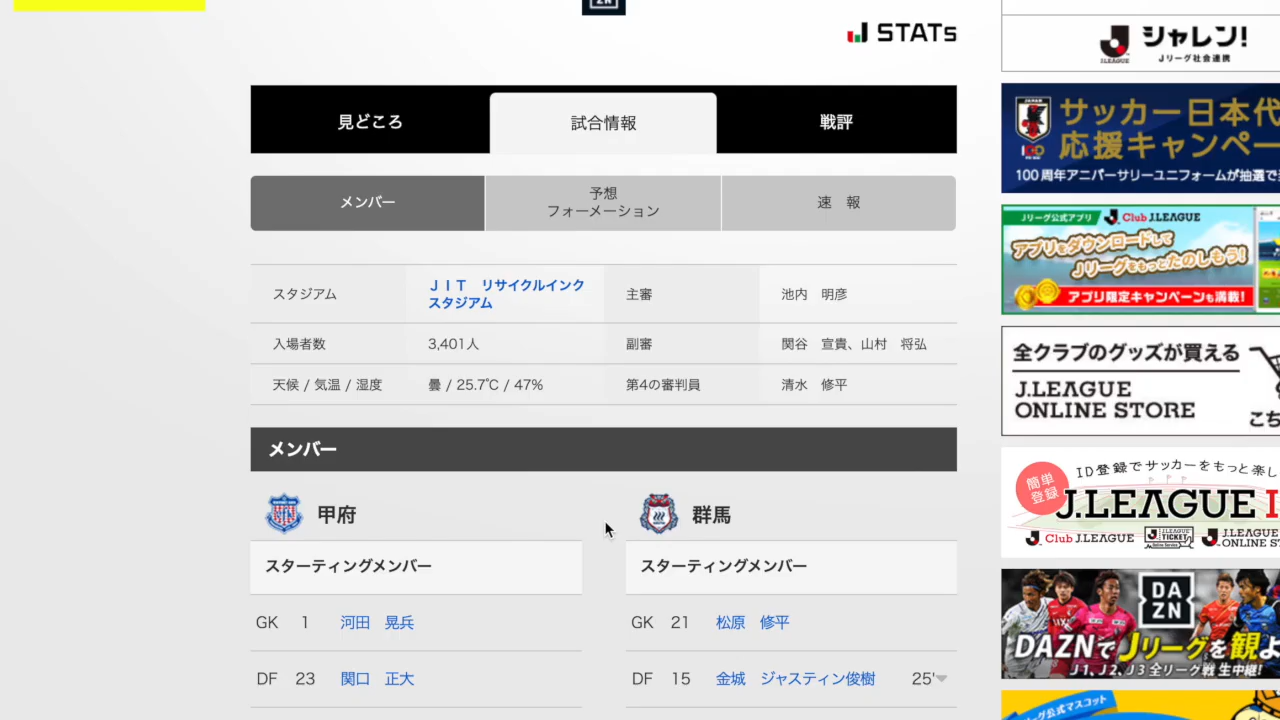 ZN
STATs
見どころ
試合情報
戦評
メンバー
予想
フォーメーション
速　報
スタジアム
ＪＩＴ　リサイクルインク
スタジアム
主審
池内　明彦
入場者数
3,401人
副審
関谷　宣貴、山村　将弘
天候 / 気温 / 湿度
曇 / 25.7℃ / 47%
第4の審判員
清水　修平
メンバー
甲府
群馬
スターティングメンバー
スターティングメンバー
GK 1 河田　晃兵
GK 21 松原　修平
DF 23 関口　正大
DF 15 金城　ジャスティン俊樹 25'
シャレン!
J.LEAGUE
Jリーグ社会連携
JAPAN
サッカー日本代
応援キャンペー
100周年アニバーサリーユニフォームが抽選で
Jリーグ公式アプリ
Club J.LEAGUE
アプリをダウンロードして
Jリーグをもっとたのしもう!
アプリ限定キャンペーンも満載!
全クラブのグッズが買える
J.LEAGUE
ONLINE STORE
こち
簡単
登録
ID登録でサッカーをもっと楽し
J.LEAGUE I
Club J.LEAGUE
J.LEAGUE
TICKET
J.LEAGUE
ONLINE S
DA
ZN
DAZNでJリーグを観よ
J1、J2、J3 全リーグ戦 生中継!
ーグ公式マスコット